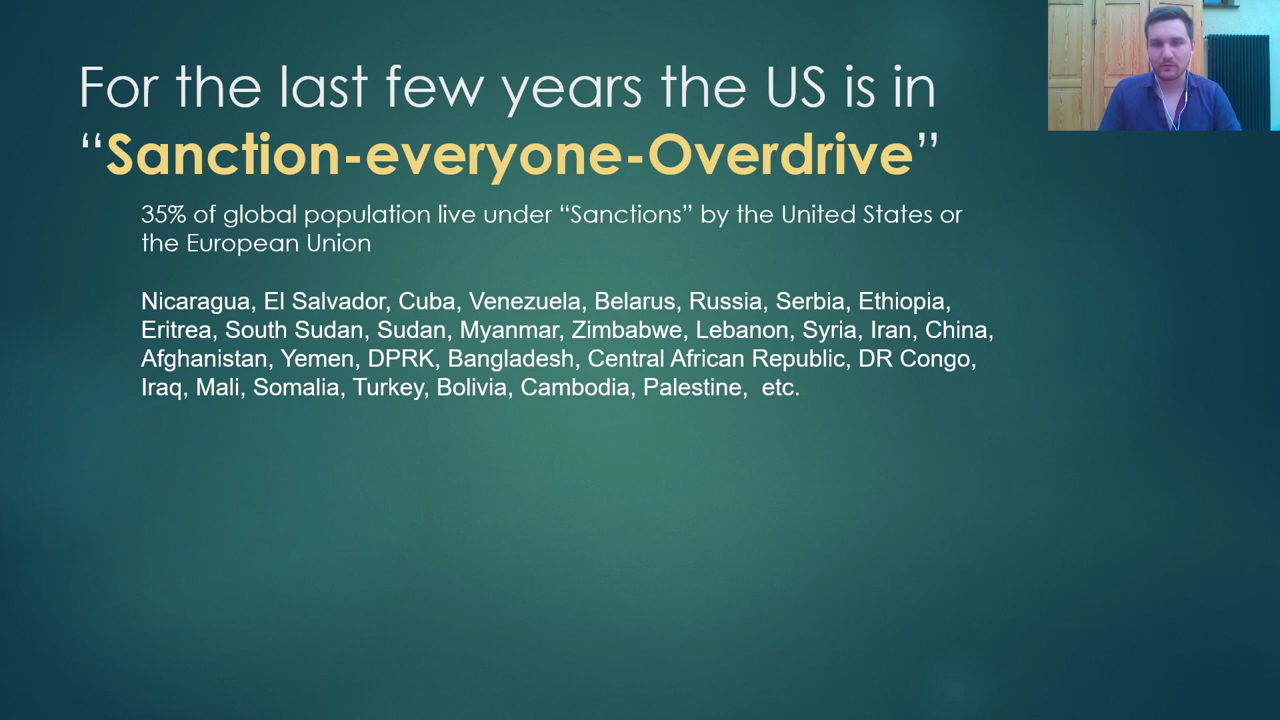 For the last few years the US is in
“Sanction-everyone-Overdrive”
35% of global population live under “Sanctions” by the United States or
the European Union
Nicaragua, El Salvador, Cuba, Venezuela, Belarus, Russia, Serbia, Ethiopia,
Eritrea, South Sudan, Sudan, Myanmar, Zimbabwe, Lebanon, Syria, Iran, China,
Afghanistan, Yemen, DPRK, Bangladesh, Central African Republic, DR Congo,
Iraq, Mali, Somalia, Turkey, Bolivia, Cambodia, Palestine,  etc.